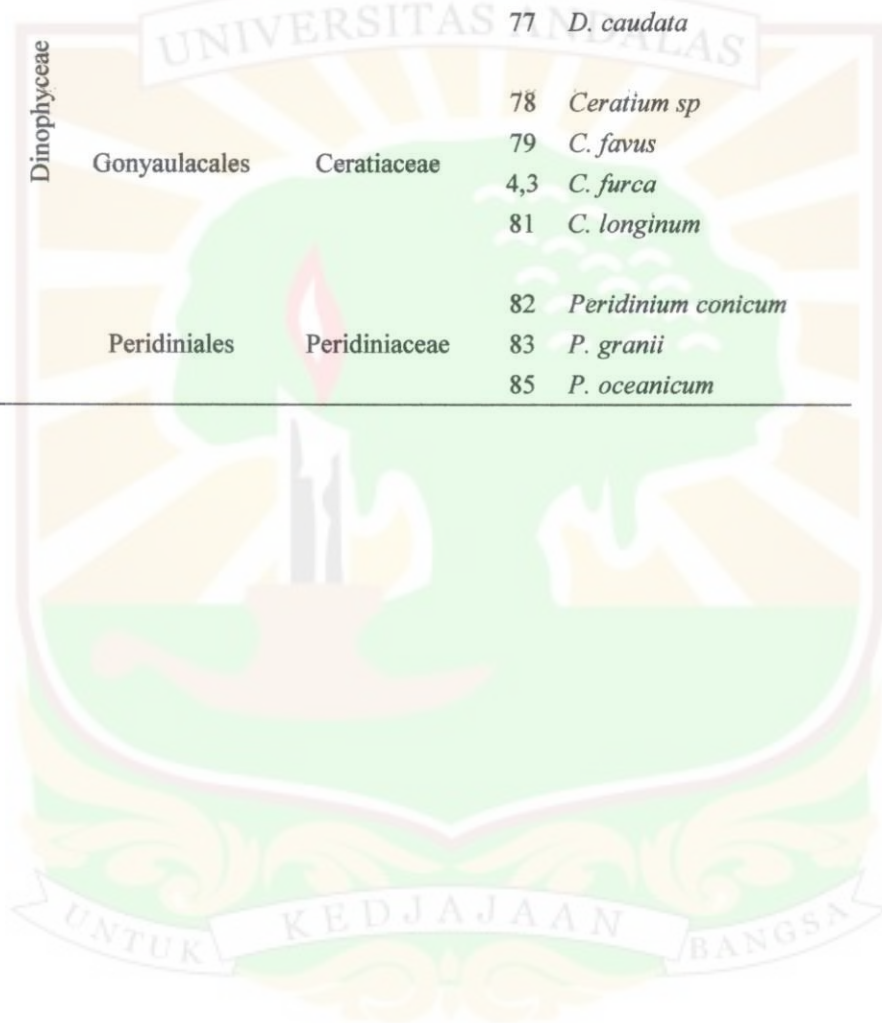 UNIVERSITAS ANDALAS
77 D. caudata
Dinophyceae
78 Ceratium sp
Gonyaulacales Ceratiaceae 79 C. favus
4,3 C. furca
81 C. longinum
82 Peridinium conicum
Peridiniales Peridiniaceae 83 P. granii
85 P. oceanicum
UNTUK KEDJAJAAN BANGSA